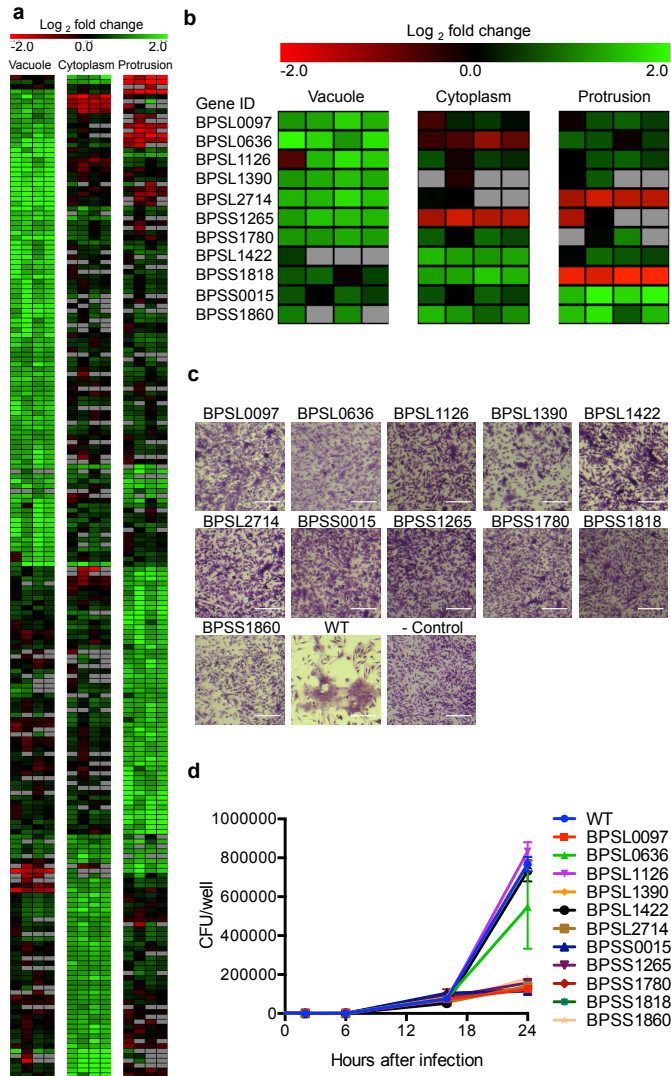 a
Log 2 fold change
-2.0 0.0 2.0
Vacuole Cytoplasm Protrusion
b
Log 2 fold change
-2.0 0.0 2.0
Gene ID Vacuole Cytoplasm Protrusion
BPSL0097
BPSL0636
BPSL1126
BPSL1390
BPSL2714
BPSS1265
BPSS1780
BPSL1422
BPSS1818
BPSS0015
BPSS1860
c
BPSL0097 BPSL0636 BPSL1126 BPSL1390 BPSL1422
BPSL2714 BPSS0015 BPSS1265 BPSS1780 BPSS1818
BPSS1860 WT - Control
d
CFU/well
1000000
800000
600000
400000
200000
0
0 6 12 18 24
Hours after infection
WT
BPSL0097
BPSL0636
BPSL1126
BPSL1390
BPSL1422
BPSL2714
BPSS0015
BPSS1265
BPSS1780
BPSS1818
BPSS1860